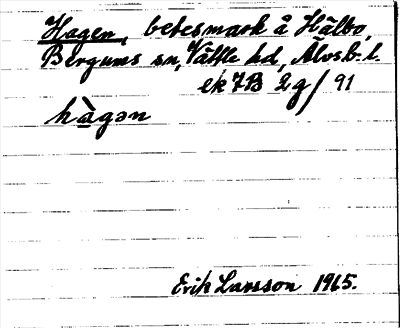 Hagen, betesmark å Hälbo,
Bergums sn, Vättle hd, Älvsb. l.
ek 7B 2g/91
hàgən
Erik Larsson 1965.